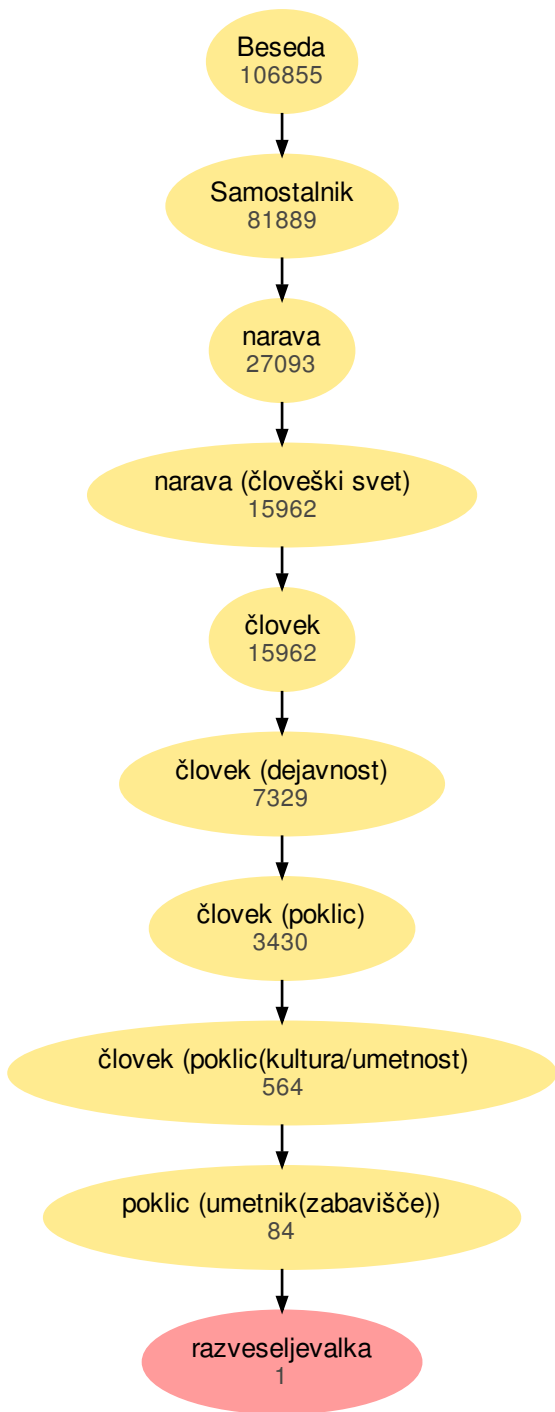 Beseda
106855
Samostalnik
81889
narava
27093
narava (človeški svet)
15962
človek
15962
človek (dejavnost)
7329
človek (poklic)
3430
človek (poklic(kultura/umetnost)
564
poklic (umetnik(zabavišče))
84
razveseljevalka
1